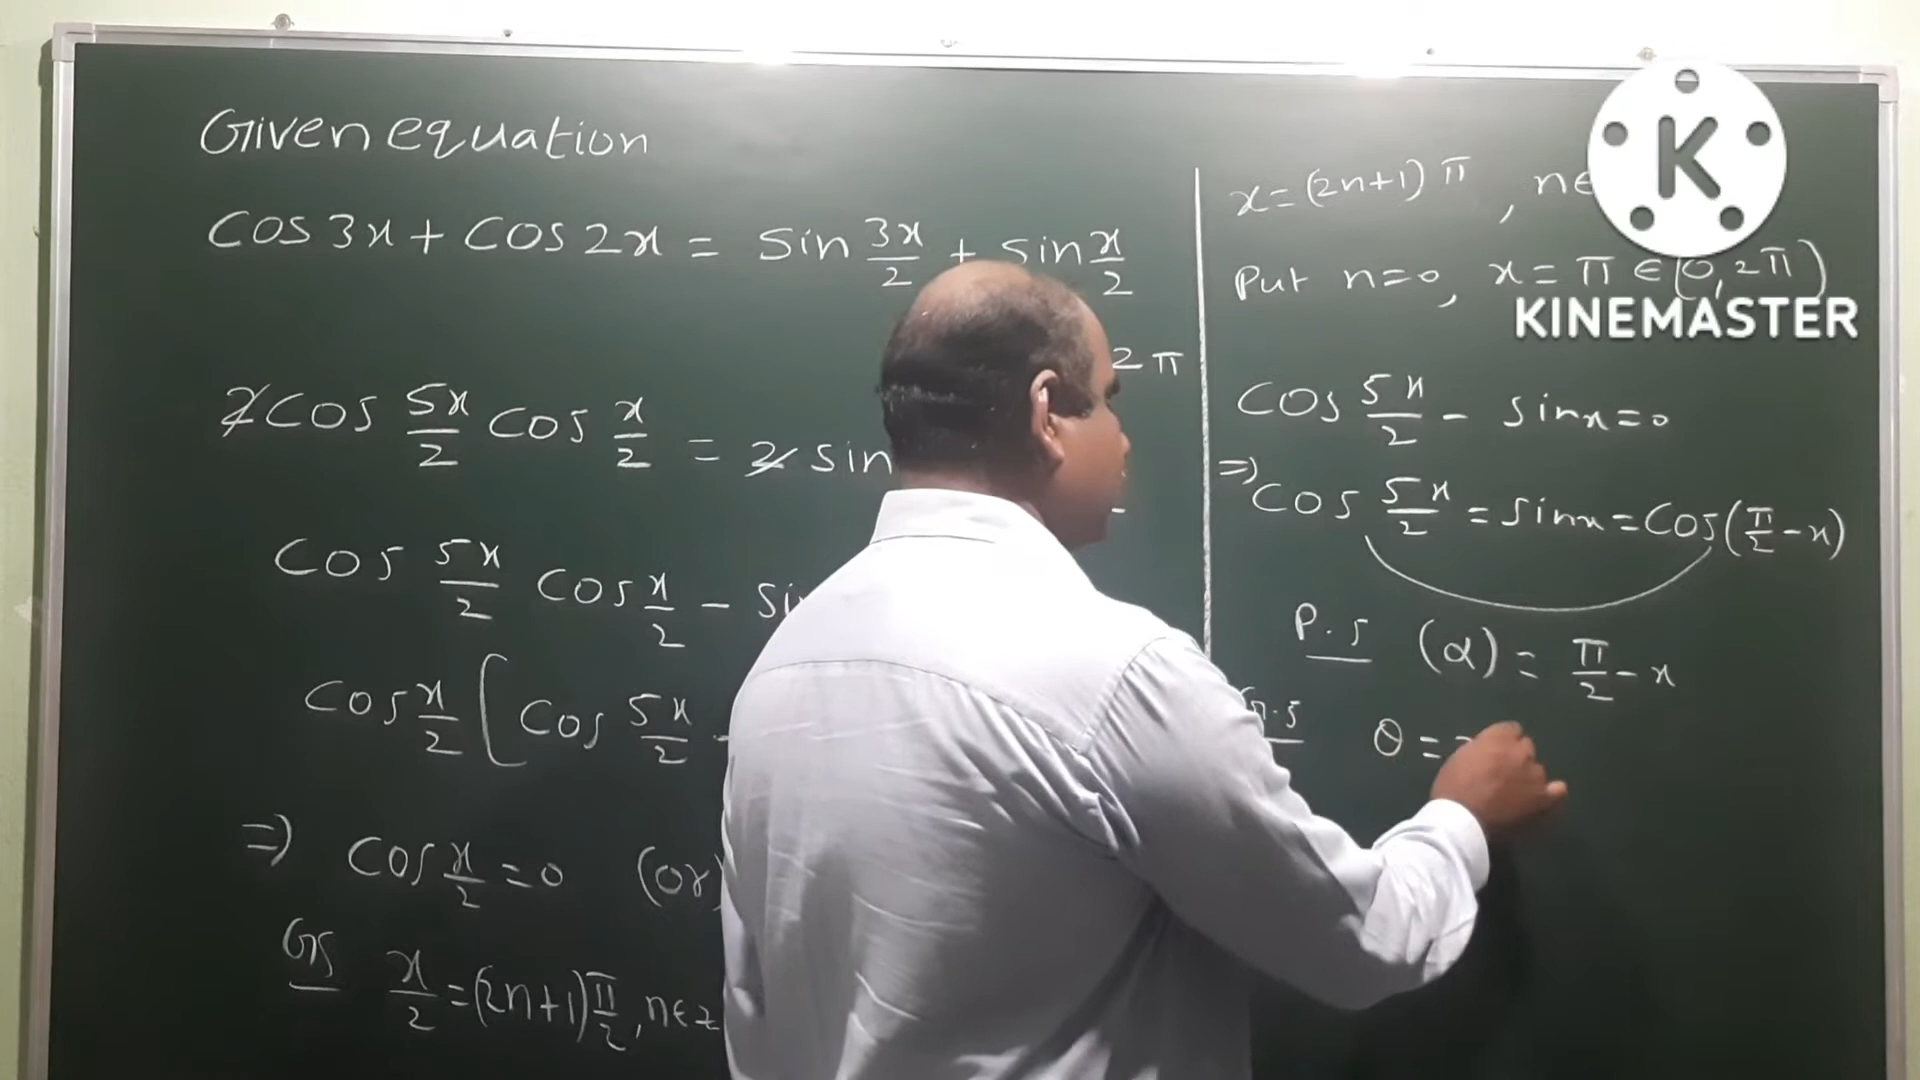 Given equation
Cos 3x + Cos 2x = Sin 3x/2 + Sin x/2
2π
2 Cos 5x/2 Cos x/2 = 2 Sin
Cos 5x/2 Cos x/2 - Si
Cos x/2 [ Cos 5x/2 -
=> Cos x/2 = 0 (or)
GS x/2 = (2n+1) π/2, n∈z
x = (2n+1) π, n∈
Put n=0, x = π ∈ (0, 2π)
Cos 5x/2 - Sin x = 0
=> Cos 5x/2 = Sin x = Cos (π/2 - x)
P.S (α) = π/2 - x
G.S θ =
K
KINEMASTER